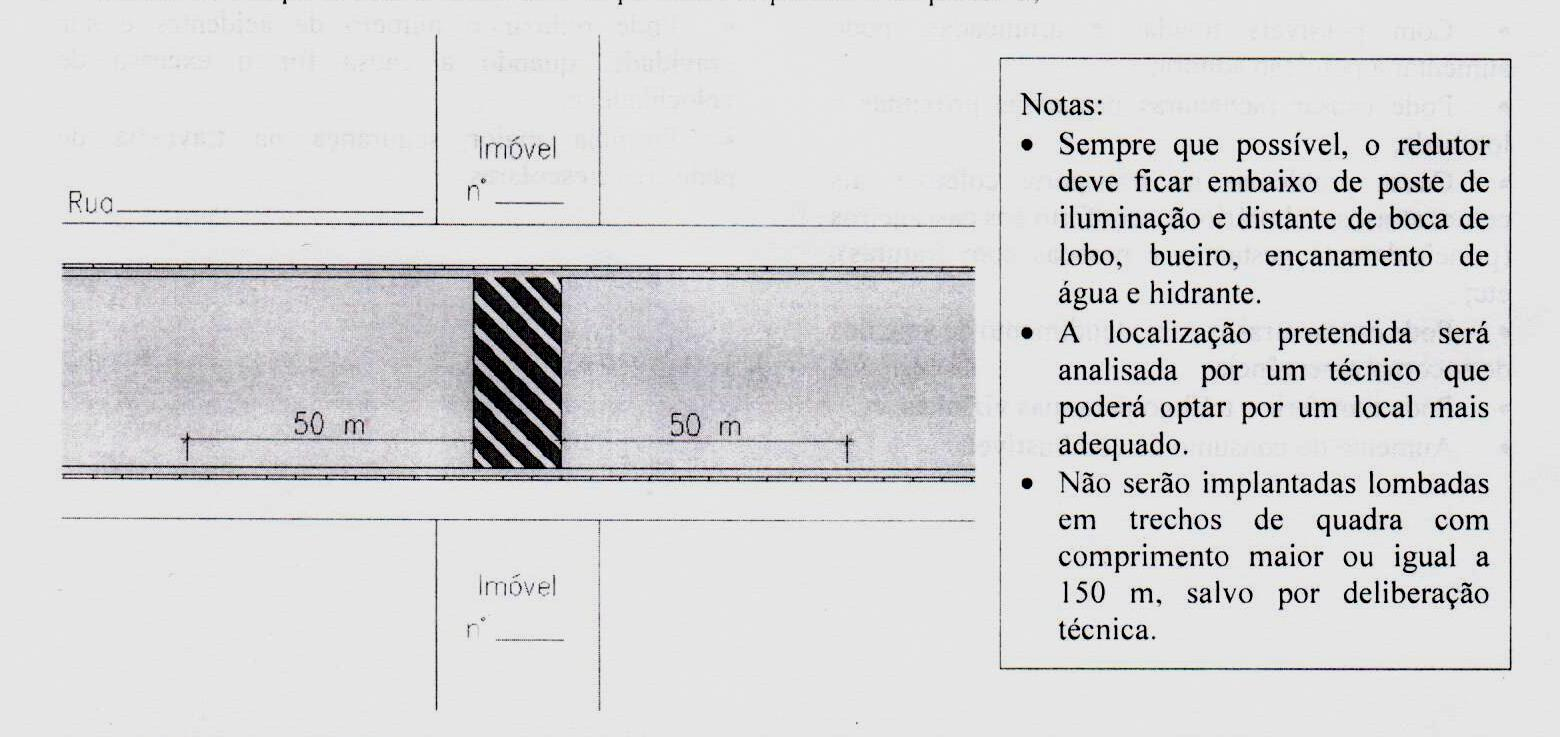 Imóvel
n° ____
Rua
50 m
50 m
Imóvel
n° ____
Notas:
• Sempre que possível, o redutor
deve ficar embaixo de poste de
iluminação e distante de boca de
lobo, bueiro, encanamento de
água e hidrante.
• A localização pretendida será
analisada por um técnico que
poderá optar por um local mais
adequado.
• Não serão implantadas lombadas
em trechos de quadra com
comprimento maior ou igual a
150 m, salvo por deliberação
técnica.